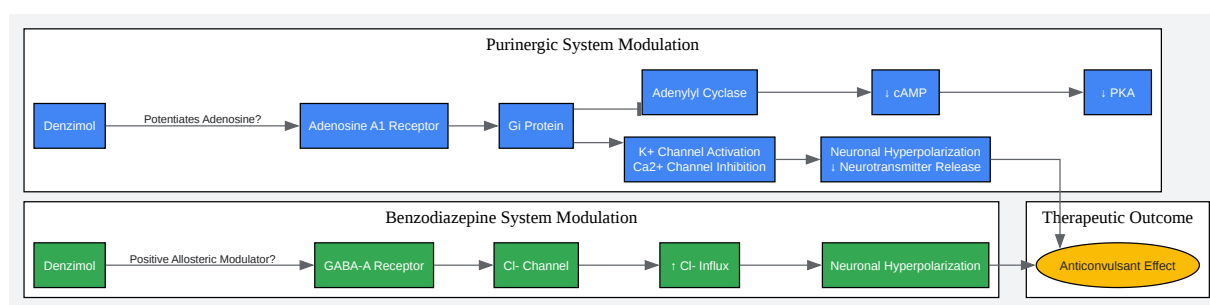 Purinergic System Modulation
Denzimol
Potentiates Adenosine?
Adenosine A1 Receptor
Gi Protein
Adenylyl Cyclase
↓ cAMP
↓ PKA
K+ Channel Activation
Ca2+ Channel Inhibition
Neuronal Hyperpolarization
↓ Neurotransmitter Release
Benzodiazepine System Modulation
Denzimol
Positive Allosteric Modulator?
GABA-A Receptor
Cl- Channel
↑ Cl- Influx
Neuronal Hyperpolarization
Therapeutic Outcome
Anticonvulsant Effect